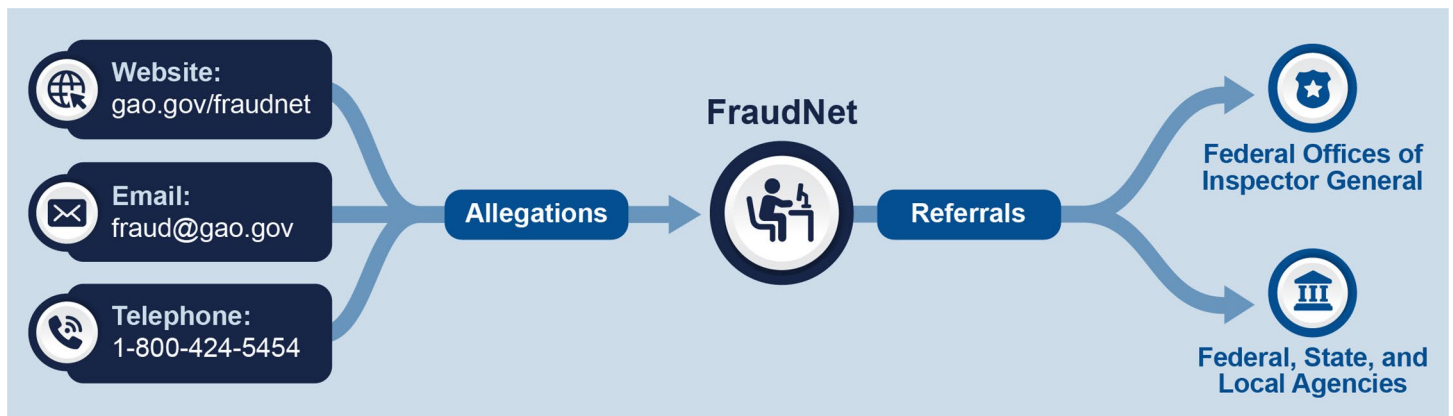 Website:
gao.gov/fraudnet
Email:
fraud@gao.gov
Telephone:
1-800-424-5454
Allegations
FraudNet
Referrals
Federal Offices of
Inspector General
Federal, State, and
Local Agencies